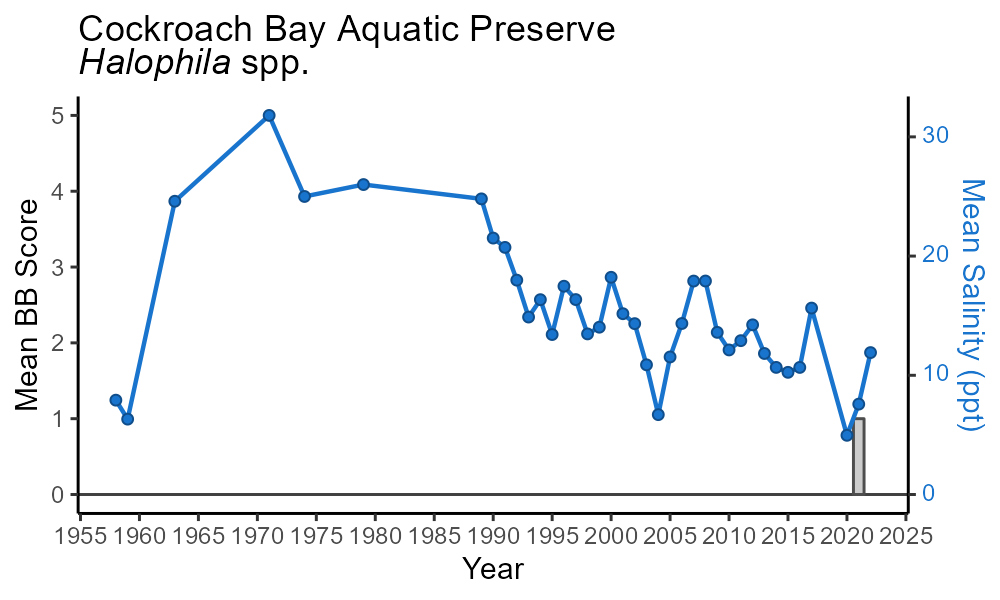 Cockroach Bay Aquatic Preserve
Halophila spp.
Mean BB Score
5
4
3
2
1
0
30
20
10
0
Mean Salinity (ppt)
1955 1960 1965 1970 1975 1980 1985 1990 1995 2000 2005 2010 2015 2020 2025
Year